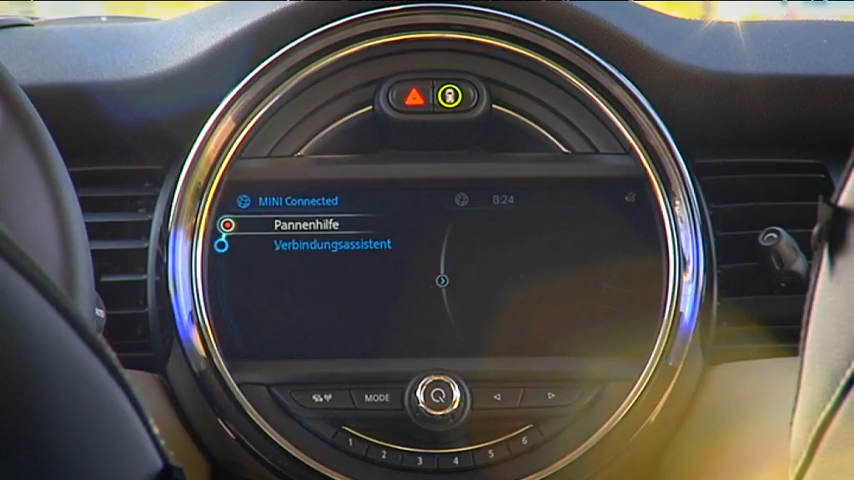 MINI Connected
8:24
Pannenhilfe
Verbindungsassistent
MODE
1 2 3 4 5 6